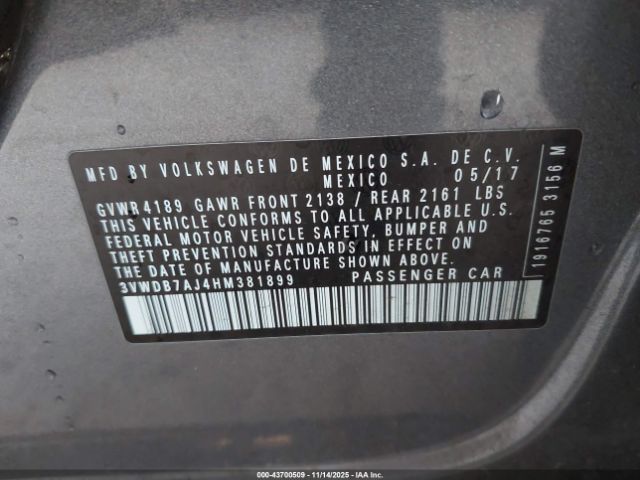 MFD BY VOLKSWAGEN DE MEXICO S.A. DE C.V.
MEXICO 05/17
GVWR 4189 GAWR FRONT 2138 / REAR 2161 LBS
THIS VEHICLE CONFORMS TO ALL APPLICABLE U.S.
FEDERAL MOTOR VEHICLE SAFETY, BUMPER AND
THEFT PREVENTION STANDARDS IN EFFECT ON
THE DATE OF MANUFACTURE SHOWN ABOVE.
3VWDB7AJ4HM381899 PASSENGER CAR
1916765 3156 M
000-43700509 - 11/14/2025 - IAAI.com